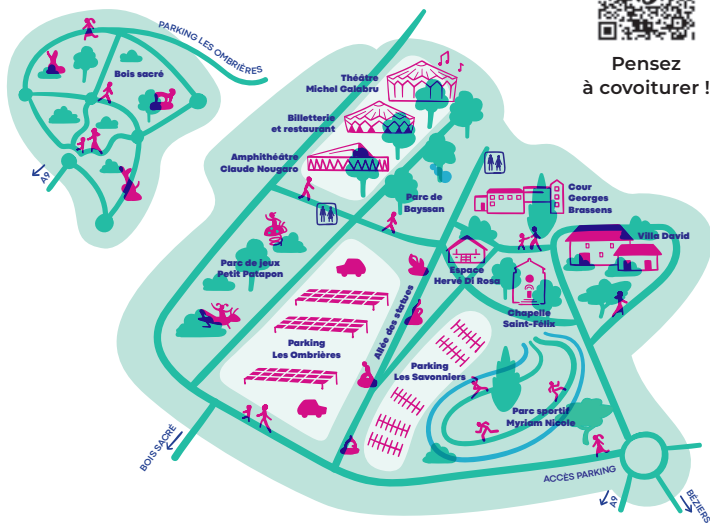 PARKING LES OMBRIÈRES
Bois sacré
A9
Pensez
à covoiturer !
Théâtre
Michel Galabru
Billetterie
et restaurant
Amphithéâtre
Claude Nougaro
Parc de
Bayssan
Cour
Georges
Brassens
Villa David
Parc de jeux
Petit Patapon
Espace
Hervé Di Rosa
Chapelle
Saint-Félix
Allée des statues
Parking
Les Ombrières
Parking
Les Savonniers
Parc sportif
Myriam Nicole
BOIS SACRÉ
ACCÈS PARKING
A9
BÉZIERS